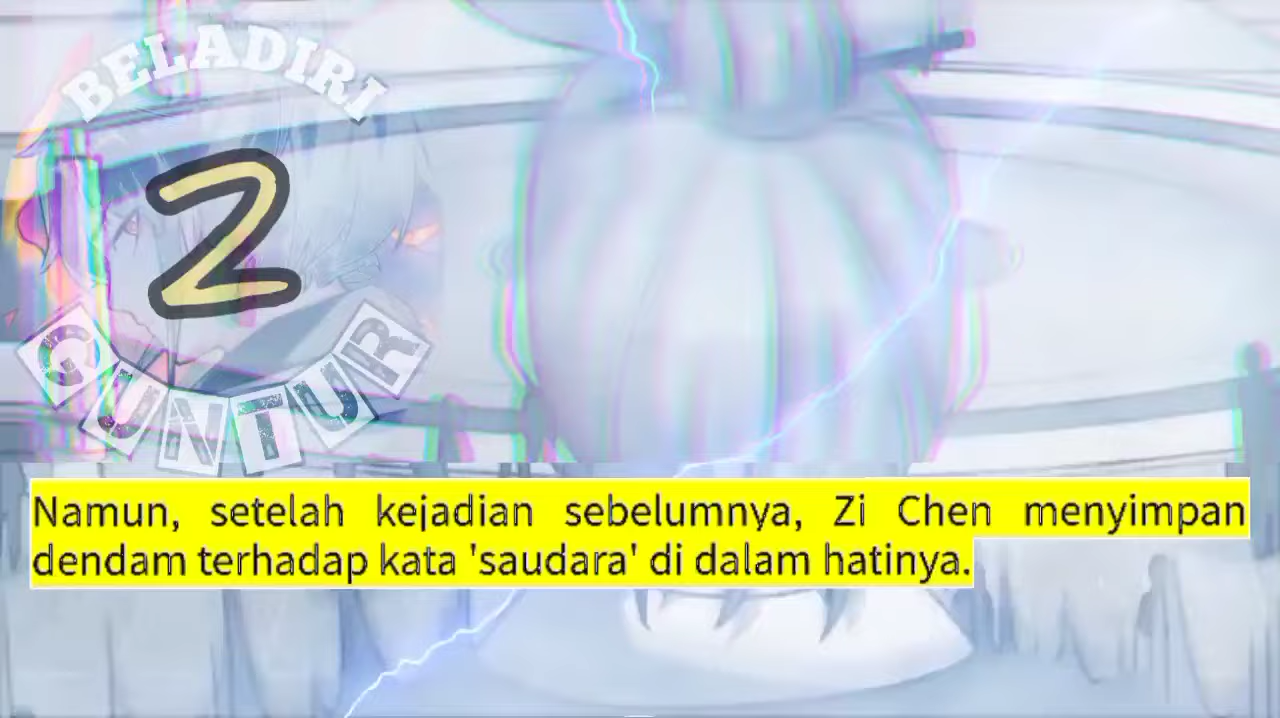 BELADIRI
2
GUNTUR
Namun, setelah kejadian sebelumnya, Zi Chen menyimpan
dendam terhadap kata 'saudara' di dalam hatinya.